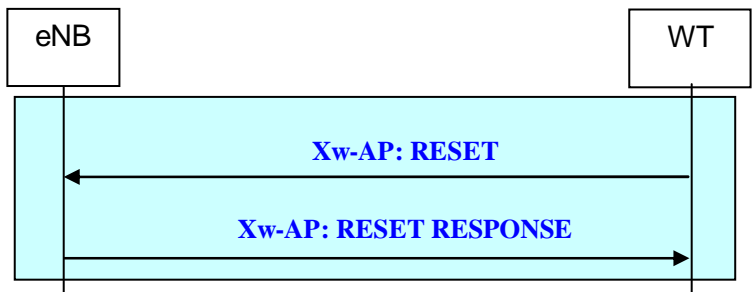 eNB
WT
Xw-AP: RESET
Xw-AP: RESET RESPONSE